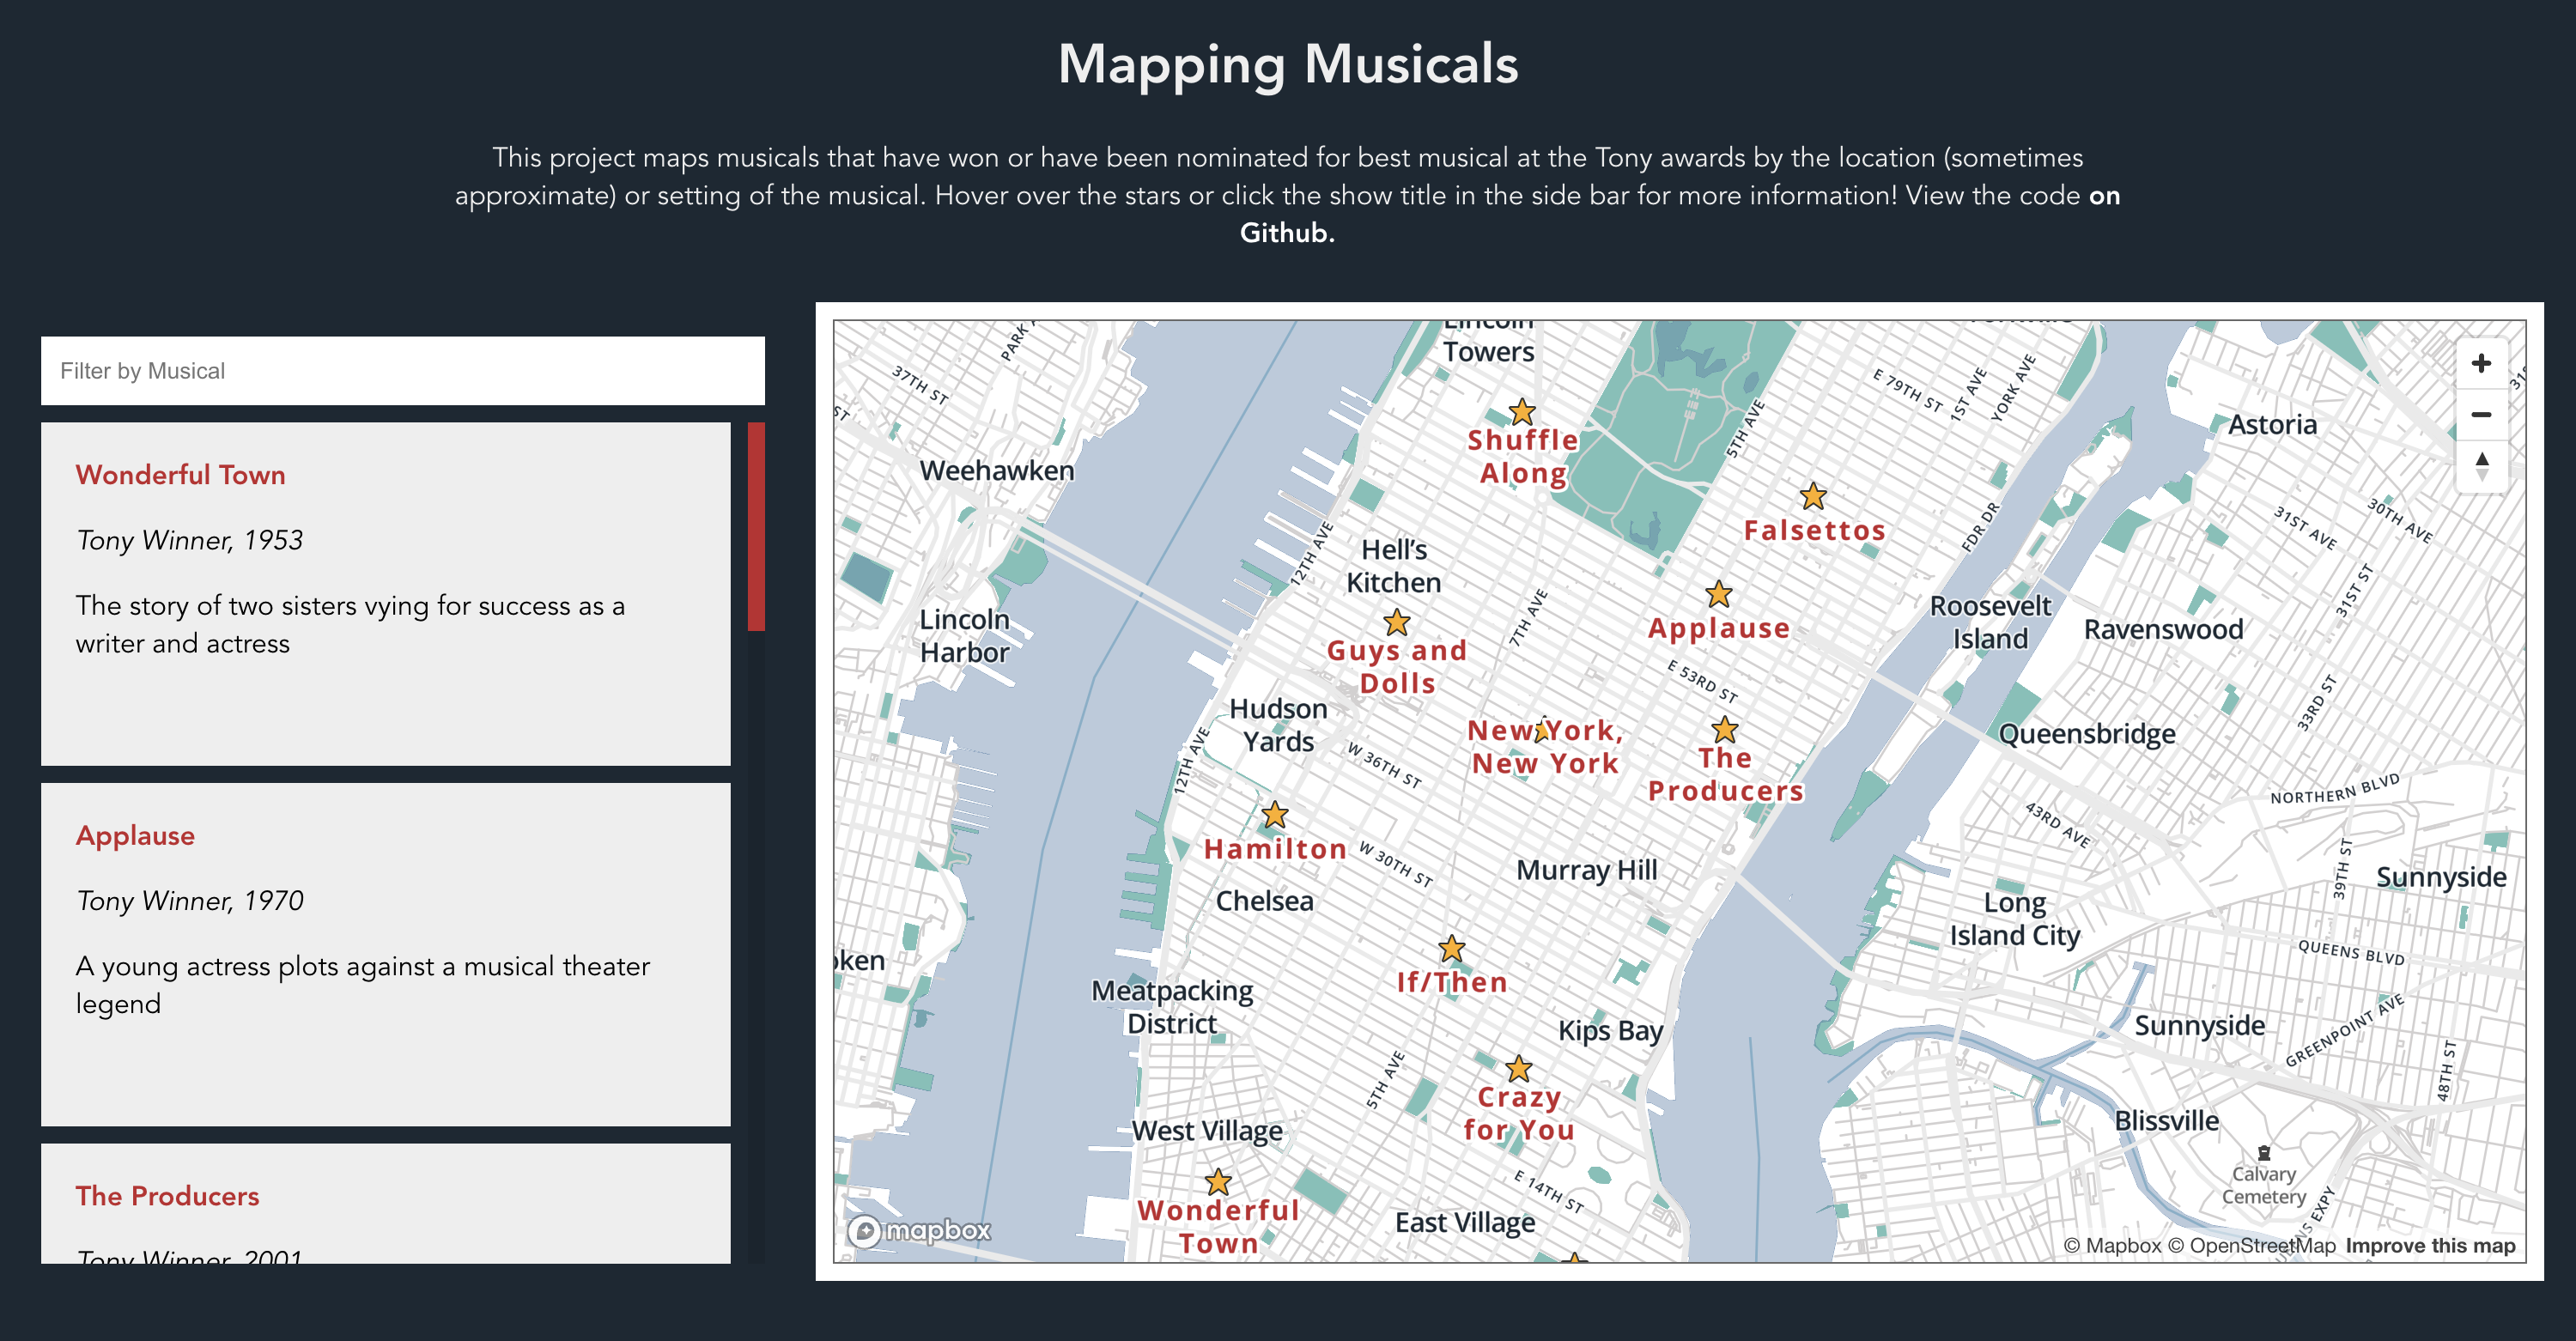 Mapping Musicals
This project maps musicals that have won or have been nominated for best musical at the Tony awards by the location (sometimes
approximate) or setting of the musical. Hover over the stars or click the show title in the side bar for more information! View the code on
Github.
Filter by Musical
Wonderful Town
Tony Winner, 1953
The story of two sisters vying for success as a
writer and actress
Applause
Tony Winner, 1970
A young actress plots against a musical theater
legend
The Producers
Tony Winner, 2001
PARK
37TH ST
ST
Weehawken
Lincoln
Harbor
Lincoln
Towers
Shuffle
Along
5TH AVE
E 79TH ST
1ST AVE
YORK AVE
Astoria
Falsettos
FDR DR
31ST AVE
30TH AVE
12TH AVE
Hell's
Kitchen
7TH AVE
Applause
Roosevelt
Island
Ravenswood
31ST ST
Guys and
Dolls
E 53RD ST
33RD ST
Hudson
Yards
12TH AVE
W 36TH ST
New York,
New York
The
Producers
Queensbridge
NORTHERN BLVD
43RD AVE
Hamilton
W 30TH ST
Murray Hill
39TH ST
Sunnyside
Chelsea
Long
Island City
QUEENS BLVD
oken
If/Then
Meatpacking
District
Kips Bay
Sunnyside
GREENPOINT AVE
48TH ST
5TH AVE
Crazy
for You
Blissville
West Village
E 14TH ST
Calvary
Cemetery
Wonderful
Town
East Village
NS EXPY
mapbox
© Mapbox © OpenStreetMap Improve this map